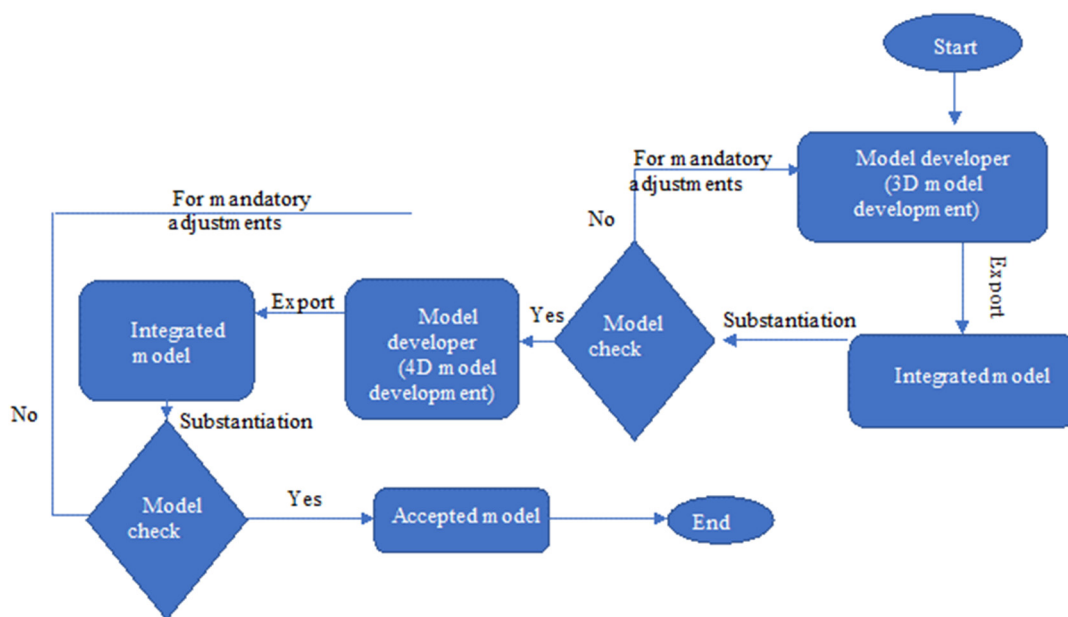 Start
Model developer
(3D model
development)
For mandatory
adjustments
No
Export
Integrated model
Substantiation
Model
check
Yes
Model
developer
(4D model
development)
Export
Integrated
model
For mandatory
adjustments
No
Substantiation
Model
check
Yes
Accepted model
End